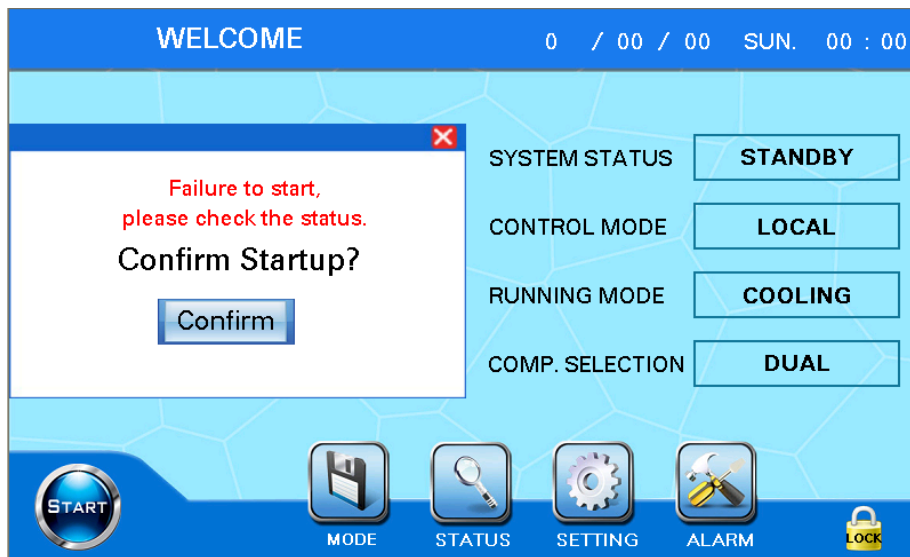 WELCOME 0 / 00 / 00 SUN. 00 : 00
Failure to start,
please check the status.
Confirm Startup?
Confirm
SYSTEM STATUS STANDBY
CONTROL MODE LOCAL
RUNNING MODE COOLING
COMP. SELECTION DUAL
START
MODE STATUS SETTING ALARM
LOCK